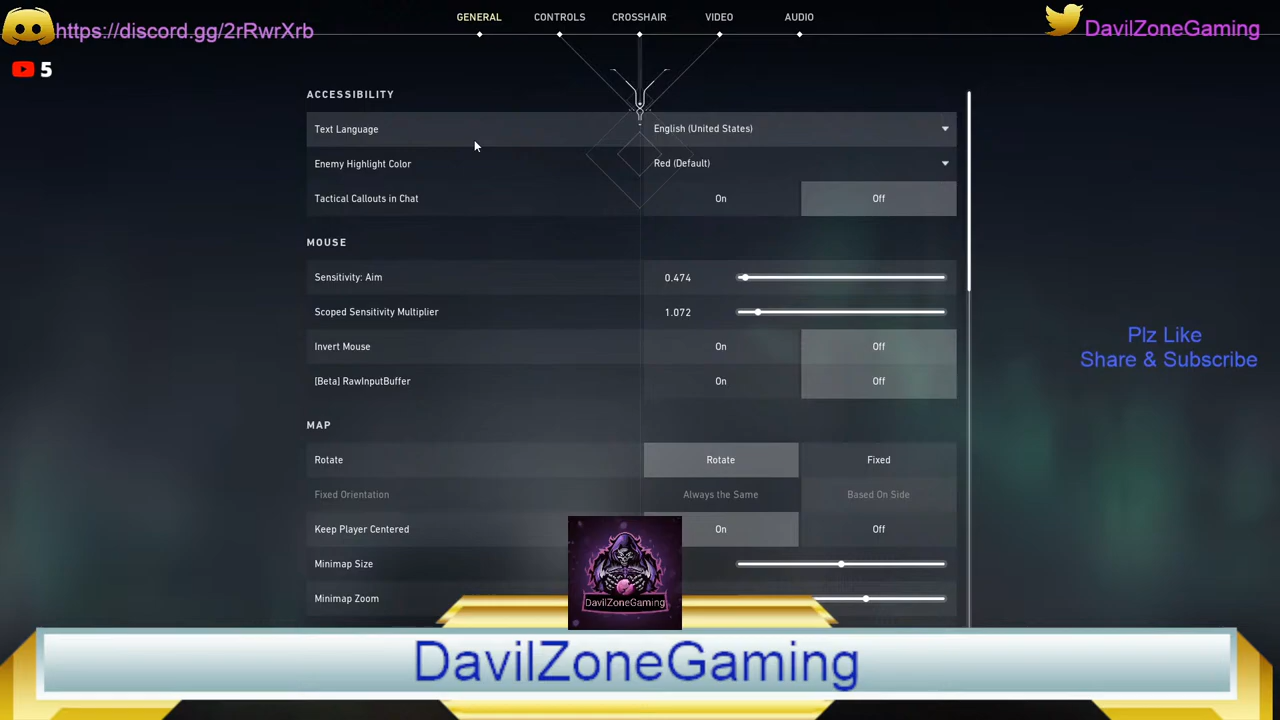 GENERAL CONTROLS CROSSHAIR VIDEO AUDIO
https://discord.gg/2rRwrXrb
DavilZoneGaming
5
ACCESSIBILITY
Text Language English (United States)
Enemy Highlight Color Red (Default)
Tactical Callouts in Chat On Off
MOUSE
Sensitivity: Aim 0.474
Scoped Sensitivity Multiplier 1.072
Invert Mouse On Off
[Beta] RawInputBuffer On Off
Plz Like
Share & Subscribe
MAP
Rotate Rotate Fixed
Fixed Orientation Always the Same Based On Side
Keep Player Centered On Off
Minimap Size
Minimap Zoom
DavilZoneGaming
DavilZoneGaming